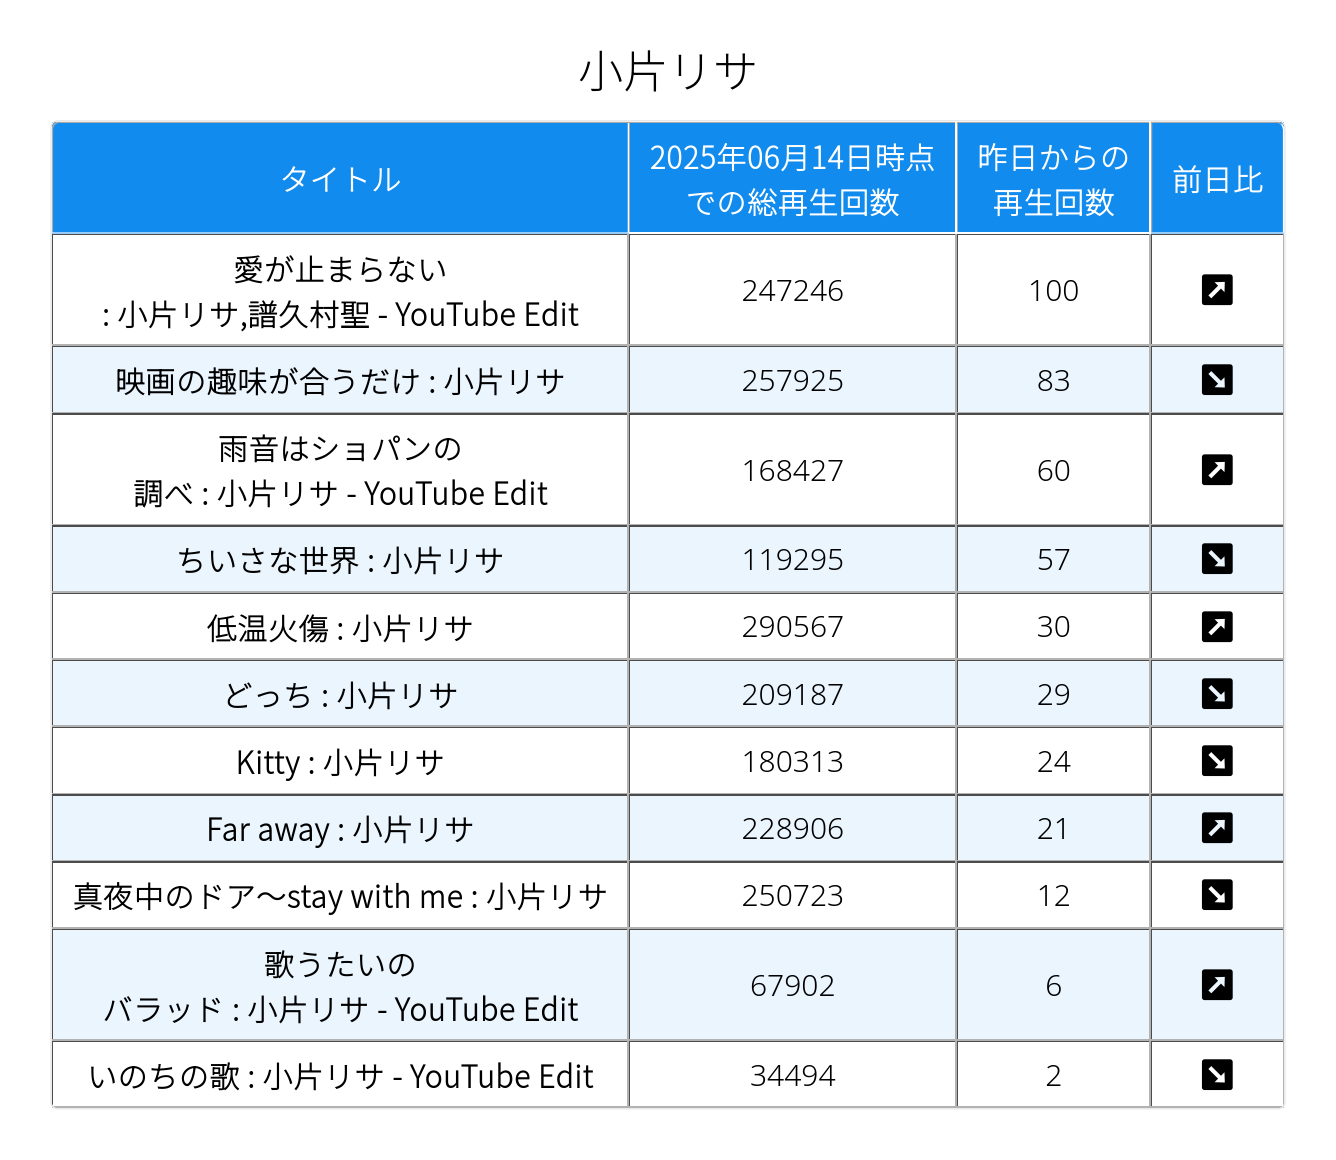 小片リサ
タイトル
2025年06月14日時点
での総再生回数
昨日からの
再生回数
前日比
愛が止まらない
: 小片リサ,譜久村聖 - YouTube Edit
247246
100
映画の趣味が合うだけ : 小片リサ
257925
83
雨音はショパンの
調べ : 小片リサ - YouTube Edit
168427
60
ちいさな世界 : 小片リサ
119295
57
低温火傷 : 小片リサ
290567
30
どっち : 小片リサ
209187
29
Kitty : 小片リサ
180313
24
Far away : 小片リサ
228906
21
真夜中のドア〜stay with me : 小片リサ
250723
12
歌うたいの
バラッド : 小片リサ - YouTube Edit
67902
6
いのちの歌 : 小片リサ - YouTube Edit
34494
2